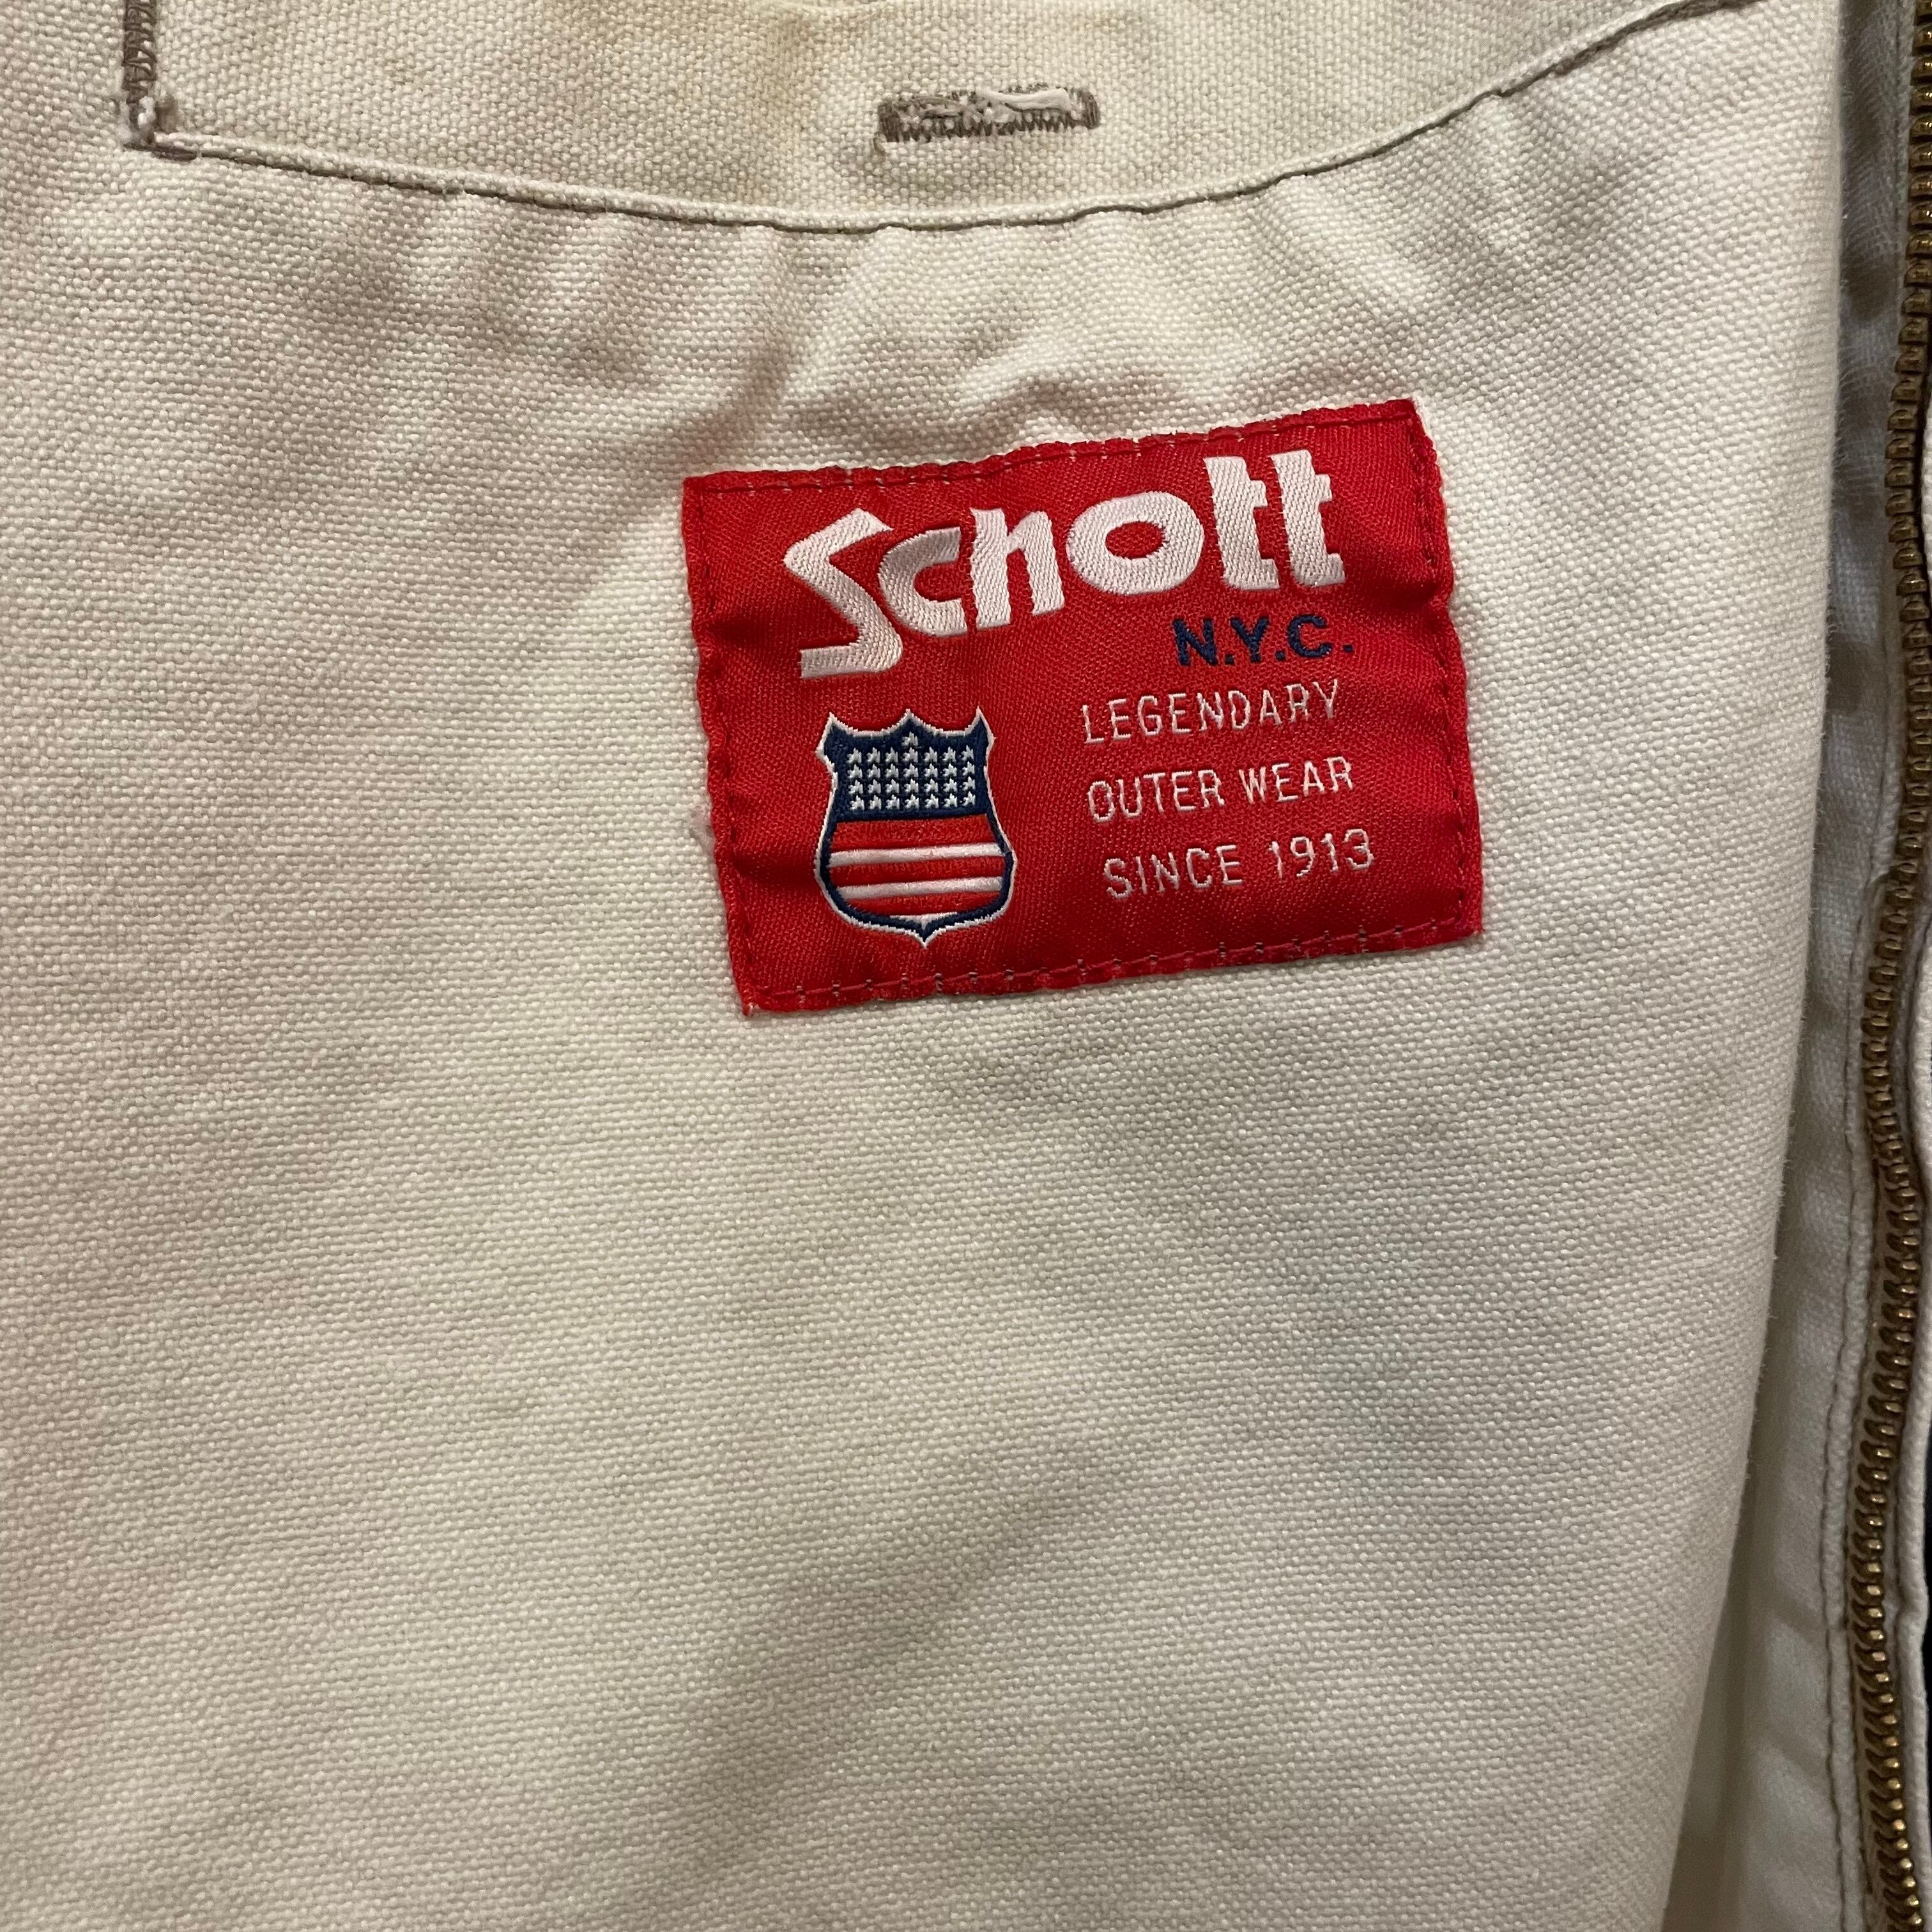 Schott
N.Y.C.
LEGENDARY
OUTER WEAR
SINCE 1913